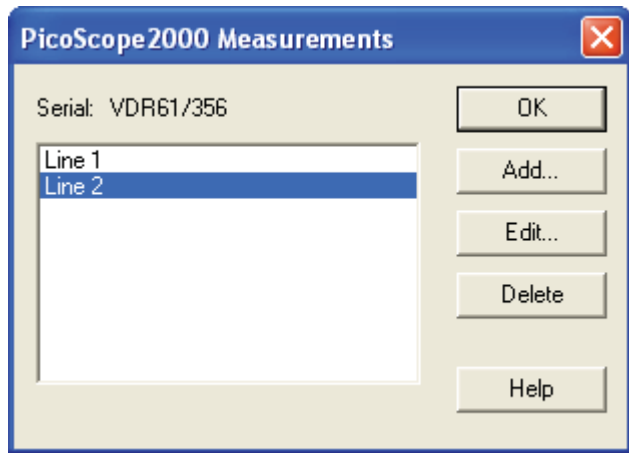 PicoScope2000 Measurements
Serial: VDR61/356
Line 1
Line 2
OK
Add...
Edit...
Delete
Help